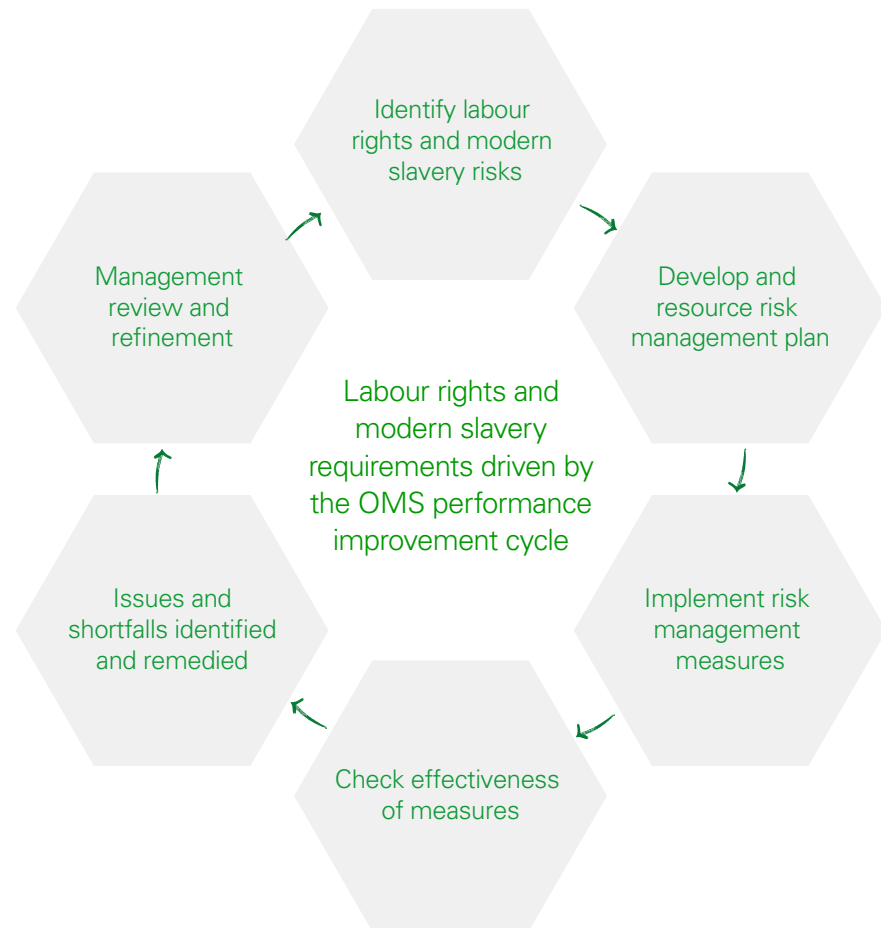 Identify labour
rights and modern
slavery risks
Develop and
resource risk
management plan
Implement risk
management
measures
Check effectiveness
of measures
Issues and
shortfalls identified
and remedied
Management
review and
refinement
Labour rights and
modern slavery
requirements driven by
the OMS performance
improvement cycle